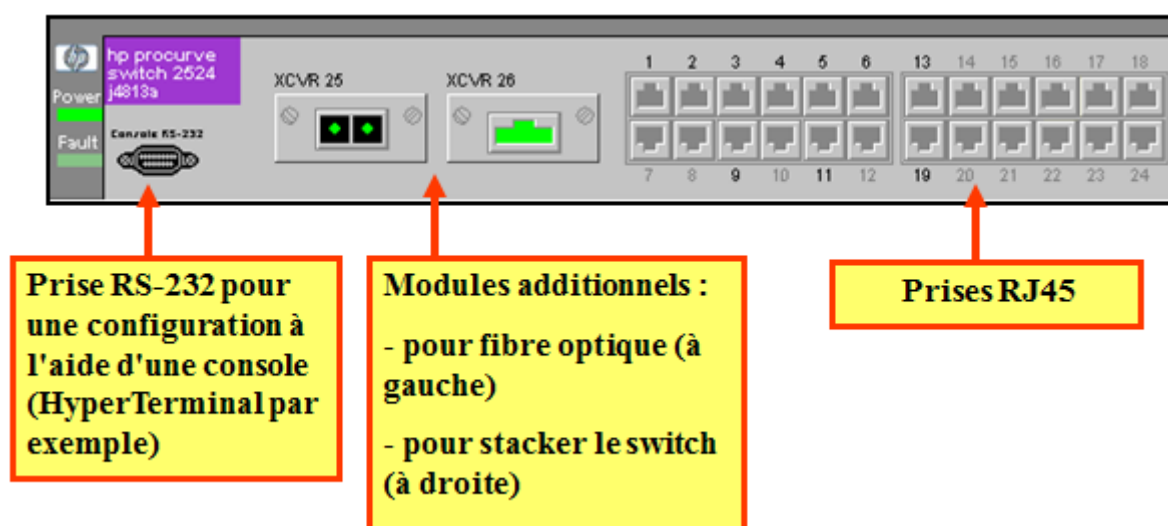 hp
hp procurve
switch 2524
j4813a
Power
Fault
Console RS-232
XCVR 25
XCVR 26
1 2 3 4 5 6 13 14 15 16 17 18
7 8 9 10 11 12 19 20 21 22 23 24
Prise RS-232 pour
une configuration à
l'aide d'une console
(HyperTerminal par
exemple)
Modules additionnels :
- pour fibre optique (à
gauche)
- pour stacker le switch
(à droite)
Prises RJ45